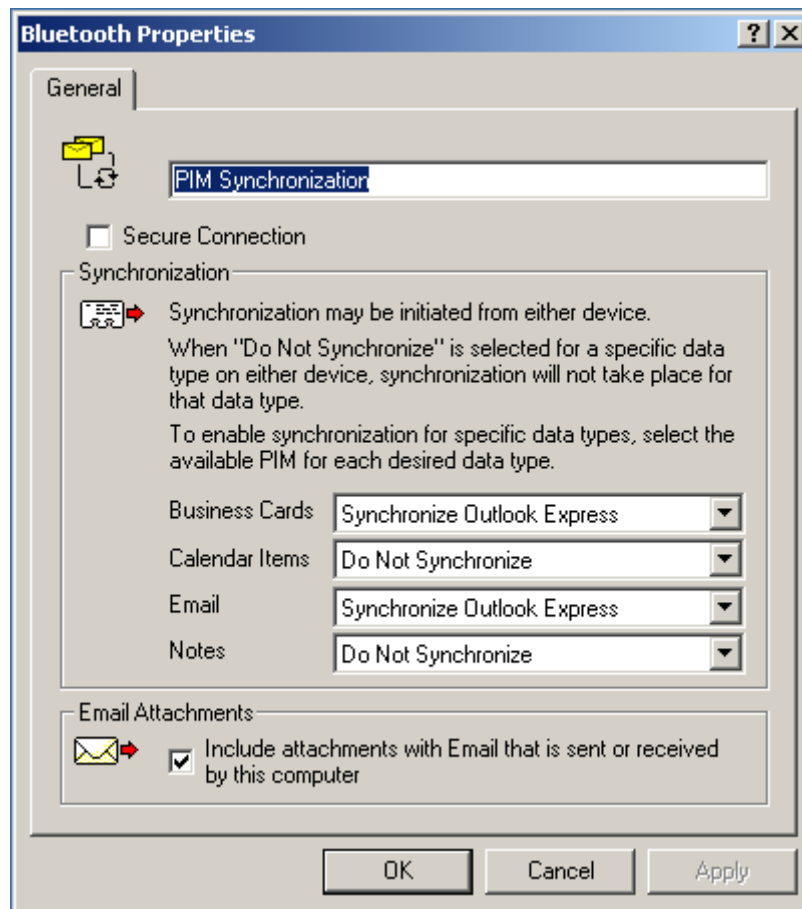 Bluetooth Properties
General
PIM Synchronization
Secure Connection
Synchronization
Synchronization may be initiated from either device.
When "Do Not Synchronize" is selected for a specific data
type on either device, synchronization will not take place for
that data type.
To enable synchronization for specific data types, select the
available PIM for each desired data type.
Business Cards Synchronize Outlook Express
Calendar Items Do Not Synchronize
Email Synchronize Outlook Express
Notes Do Not Synchronize
Email Attachments
Include attachments with Email that is sent or received
by this computer
OK Cancel Apply